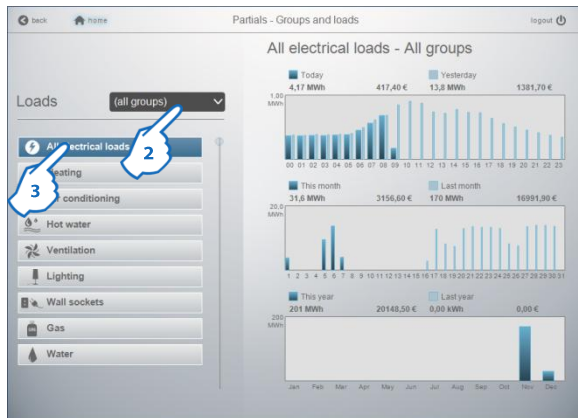 back home Partials - Groups and loads logout
All electrical loads - All groups
Loads (all groups)
2
3
All electrical loads
Heating
conditioning
Hot water
Ventilation
Lighting
Wall sockets
Gas
Water
Today Yesterday
4,17 MWh 417,40 € 13,8 MWh 1381,70 €
1.00
MWh
00 01 02 03 04 05 06 07 08 09 10 11 12 13 14 15 16 17 18 19 20 21 22 23
This month Last month
31,6 MWh 3156,60 € 170 MWh 16991,90 €
20.0
MWh
1 2 3 4 5 6 7 8 9 10 11 12 13 14 15 16 17 18 19 20 21 22 23 24 25 26 27 28 29 30 31
This year Last year
201 MWh 20148,50 € 0,00 kWh 0,00 €
200
MWh
Jan Feb Mar Apr May Jun Jul Aug Sep Oct Nov Dec